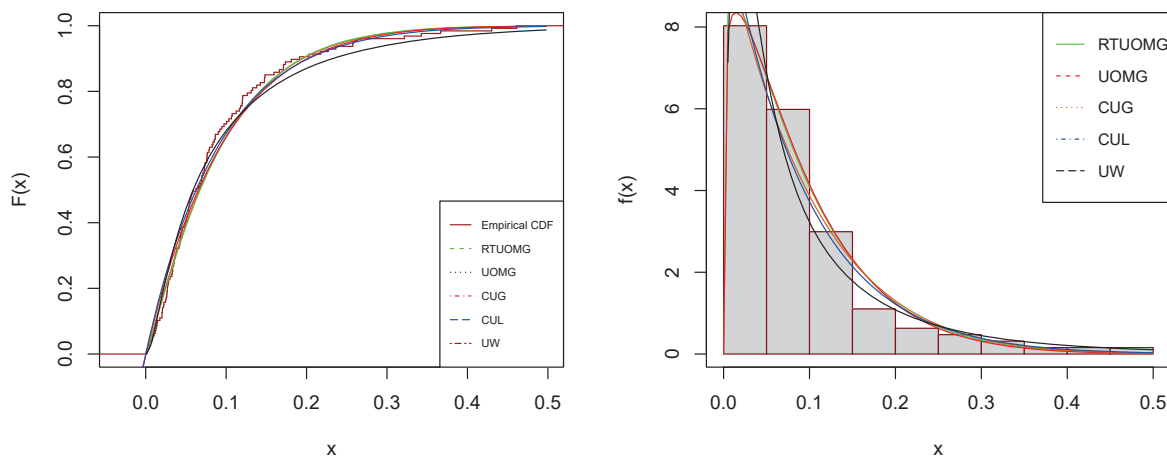 F(x)
1.0
0.8
0.6
0.4
0.2
0.0
0.0 0.1 0.2 0.3 0.4 0.5
x
Empirical CDF
RTUOMG
UOMG
CUG
CUL
UW
f(x)
8
6
4
2
0
0.0 0.1 0.2 0.3 0.4 0.5
x
RTUOMG
UOMG
CUG
CUL
UW